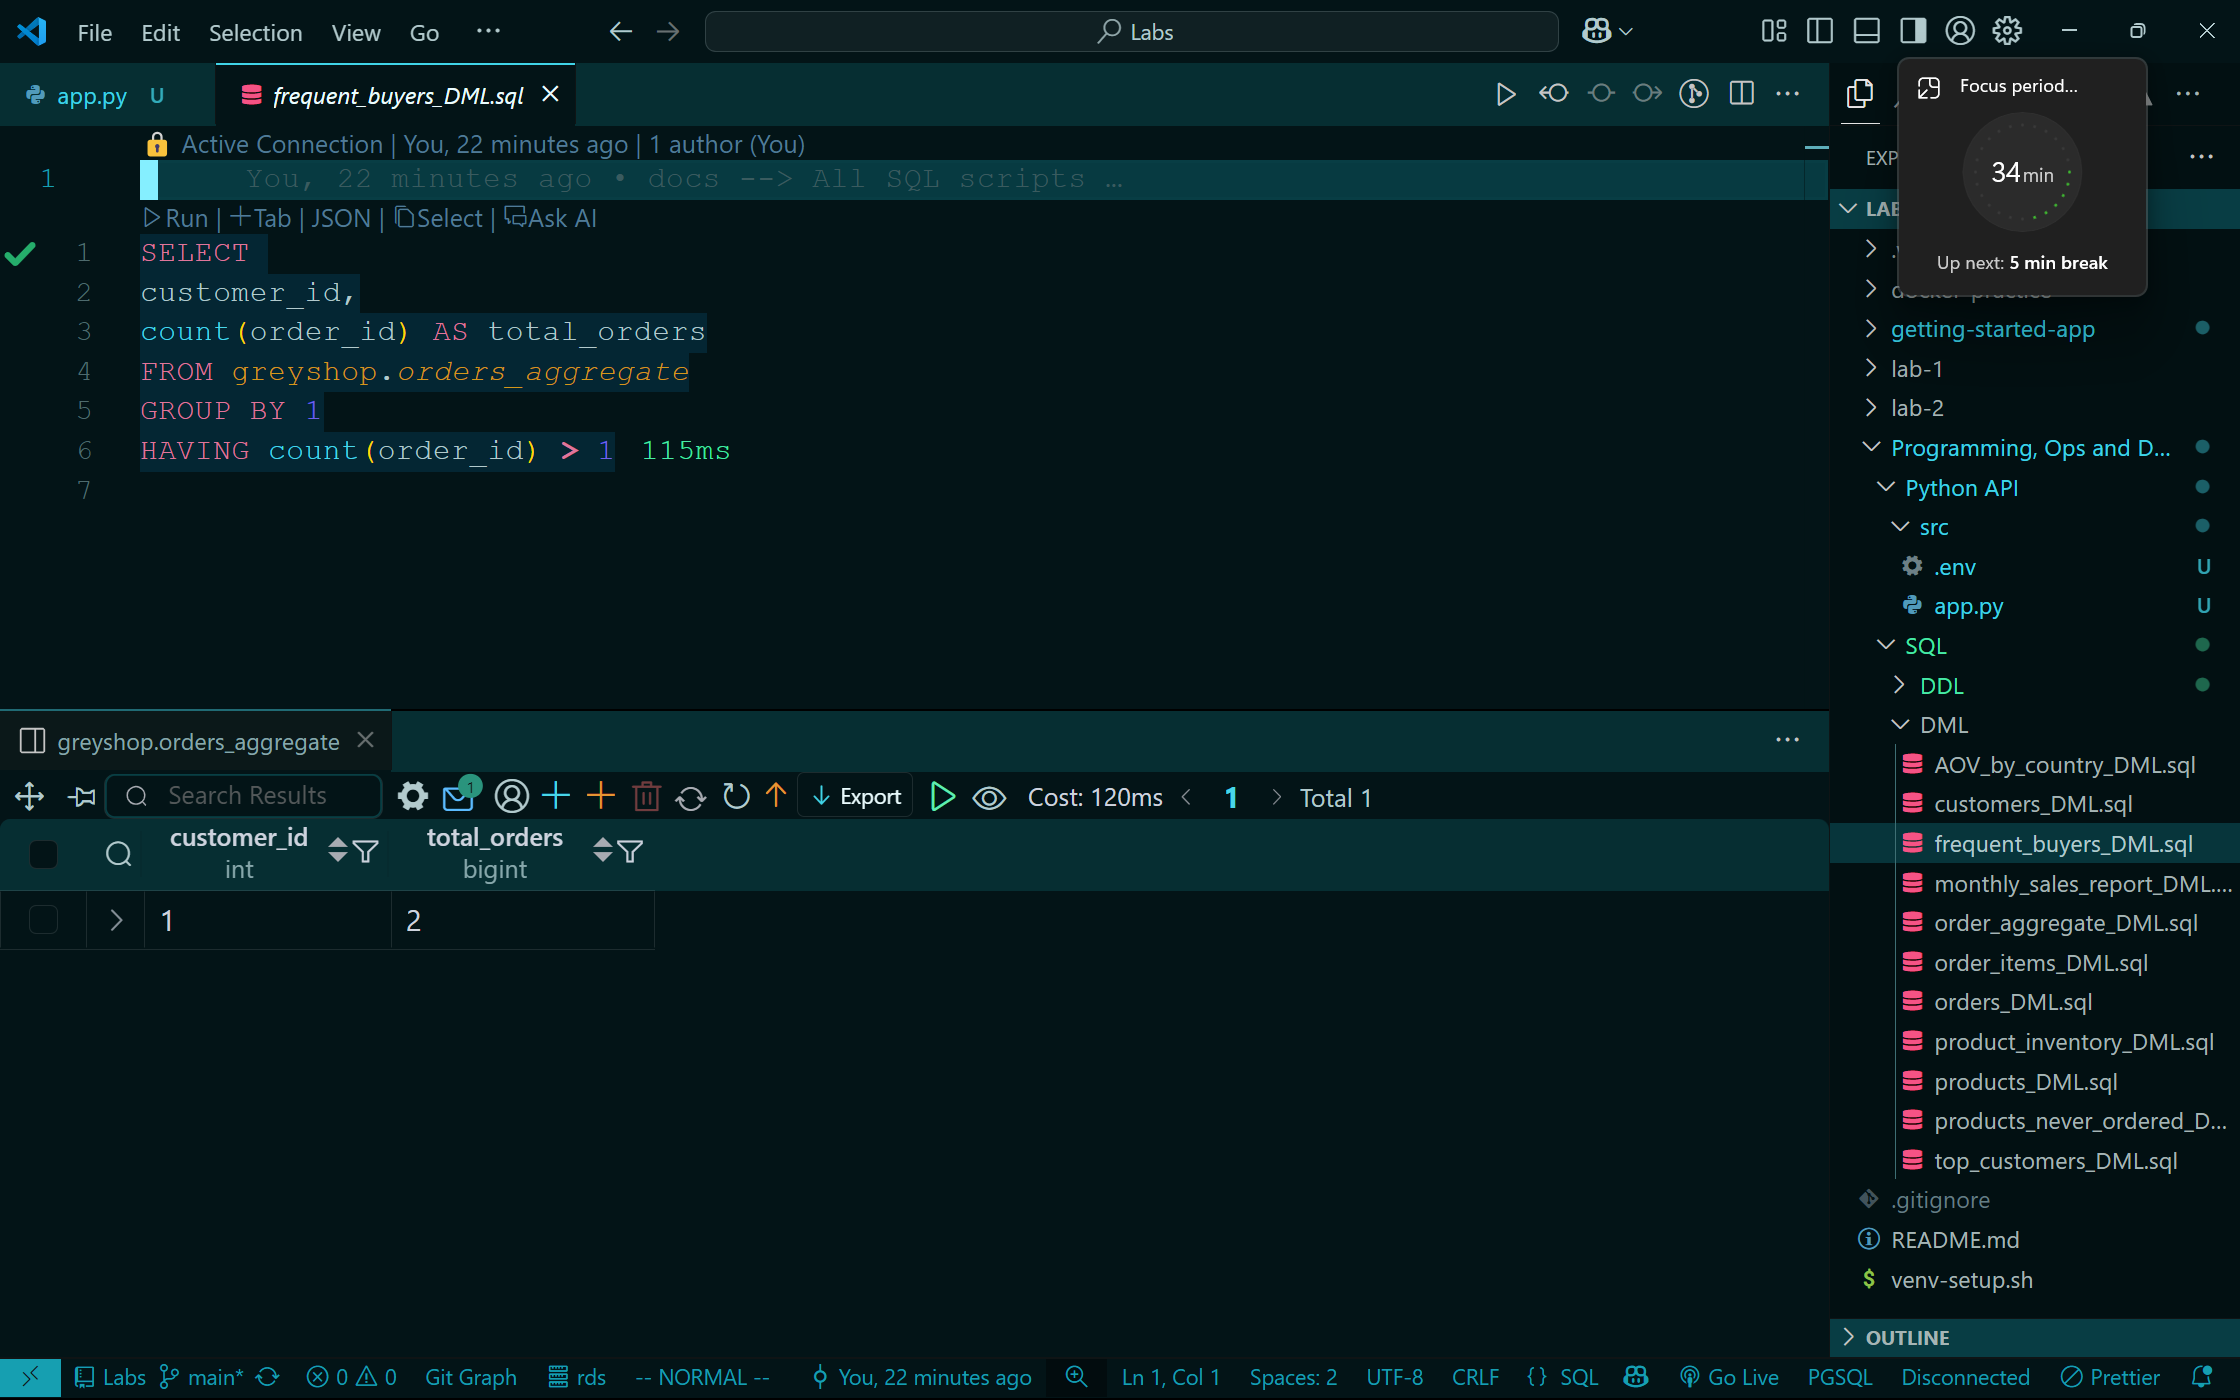 File Edit Selection View Go ··· Labs
app.py U frequent_buyers_DML.sql
Active Connection | You, 22 minutes ago | 1 author (You)
1 You, 22 minutes ago • docs --> All SQL scripts …
Run | Tab | JSON | Select | Ask AI
1 SELECT
2 customer_id,
3 count(order_id) AS total_orders
4 FROM greyshop.orders_aggregate
5 GROUP BY 1
6 HAVING count(order_id) > 1 115ms
7
greyshop.orders_aggregate
Search Results 1 Export Cost: 120ms 1 Total 1
customer_id total_orders
int bigint
1 2
Focus period...
34 min
Up next: 5 min break
getting-started-app
lab-1
lab-2
Programming, Ops and D...
Python API
src
.env U
app.py U
SQL
DDL
DML
AOV_by_country_DML.sql
customers_DML.sql
frequent_buyers_DML.sql
monthly_sales_report_DML....
order_aggregate_DML.sql
order_items_DML.sql
orders_DML.sql
product_inventory_DML.sql
products_DML.sql
products_never_ordered_D...
top_customers_DML.sql
.gitignore
README.md
venv-setup.sh
OUTLINE
Labs main* 0 0 Git Graph rds -- NORMAL -- You, 22 minutes ago Ln 1, Col 1 Spaces: 2 UTF-8 CRLF {} SQL Go Live PGSQL Disconnected Prettier